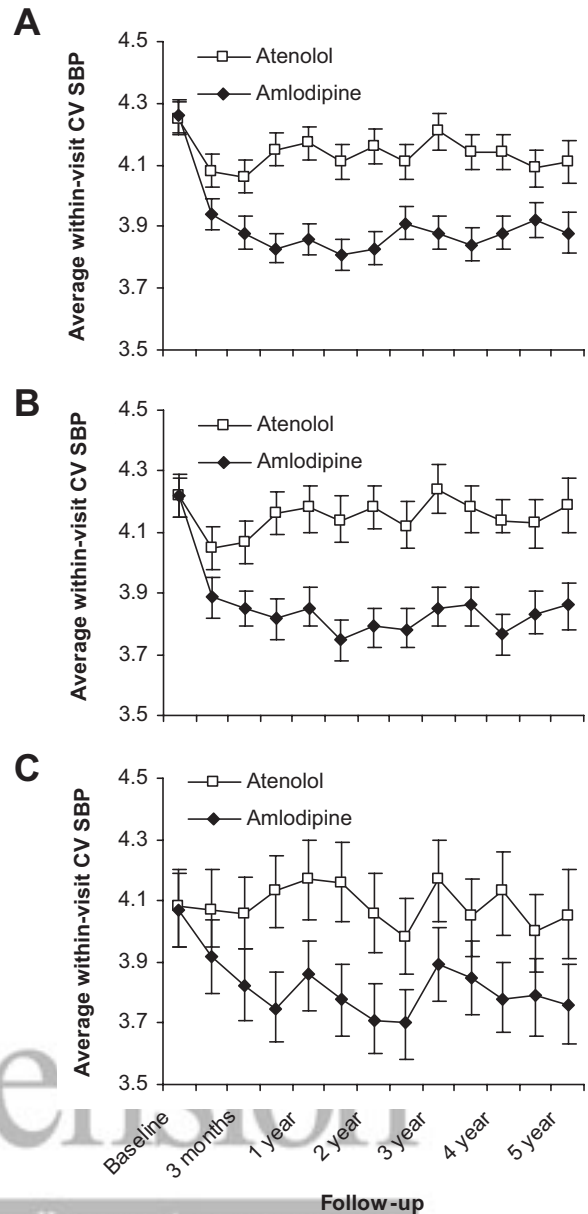 A
Average within-visit CV SBP
4.5
4.3
4.1
3.9
3.7
3.5
Atenolol
Amlodipine
B
Average within-visit CV SBP
4.5
4.3
4.1
3.9
3.7
3.5
Atenolol
Amlodipine
C
Average within-visit CV SBP
4.5
4.3
4.1
3.9
3.7
3.5
Atenolol
Amlodipine
Baseline
3 months
1 year
2 year
3 year
4 year
5 year
Follow-up